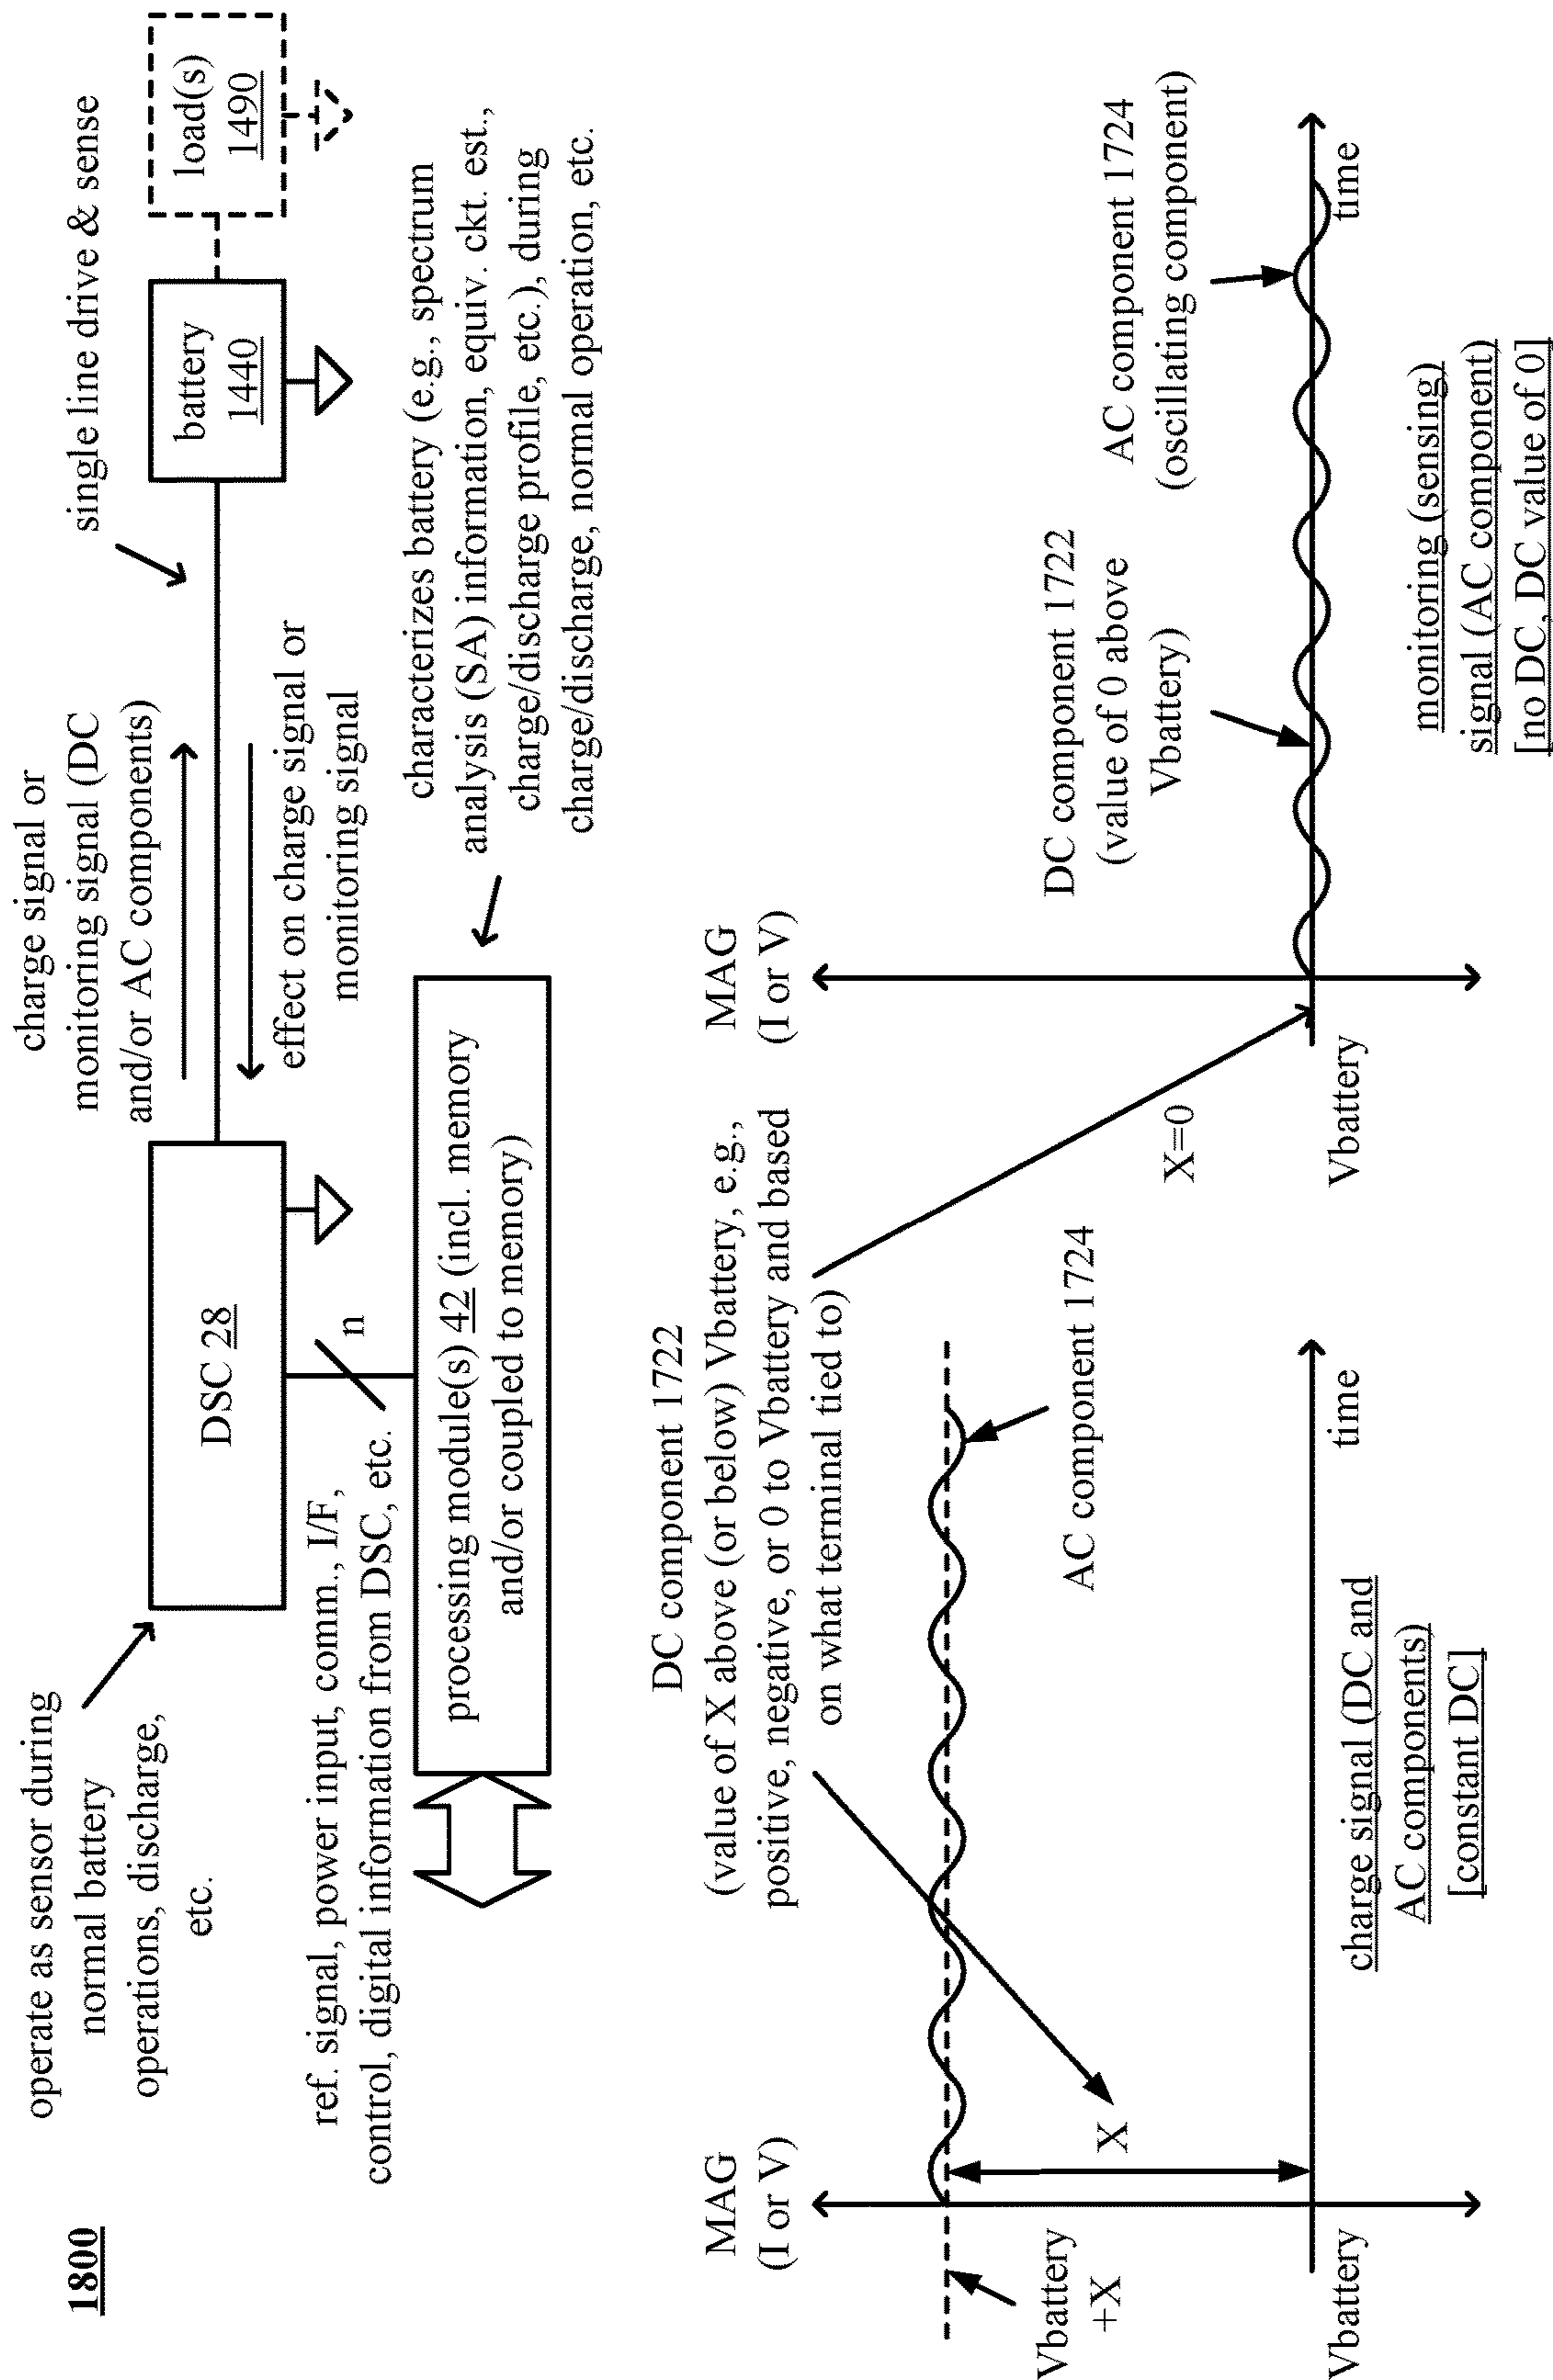 1800
operate as sensor during
normal battery
operations, discharge,
etc.
DSC 28
charge signal or
monitoring signal (DC
and/or AC components)
single line drive & sense
battery
1440
load(s)
1490
effect on charge signal or
monitoring signal
n
ref. signal, power input, comm., I/F,
control, digital information from DSC, etc.
processing module(s) 42 (incl. memory
and/or coupled to memory)
characterizes battery (e.g., spectrum
analysis (SA) information, equiv. ckt. est.,
charge/discharge profile, etc.), during
charge/discharge, normal operation, etc.
DC component 1722
(value of X above (or below) Vbattery, e.g.,
positive, negative, or 0 to Vbattery and based
on what terminal tied to)
MAG
(I or V)
Vbattery
+X
X
AC component 1724
Vbattery
time
charge signal (DC and
AC components)
[constant DC]
MAG
(I or V)
X=0
Vbattery
DC component 1722
(value of 0 above
Vbattery)
AC component 1724
(oscillating component)
time
monitoring (sensing)
signal (AC component)
[no DC, DC value of 0]